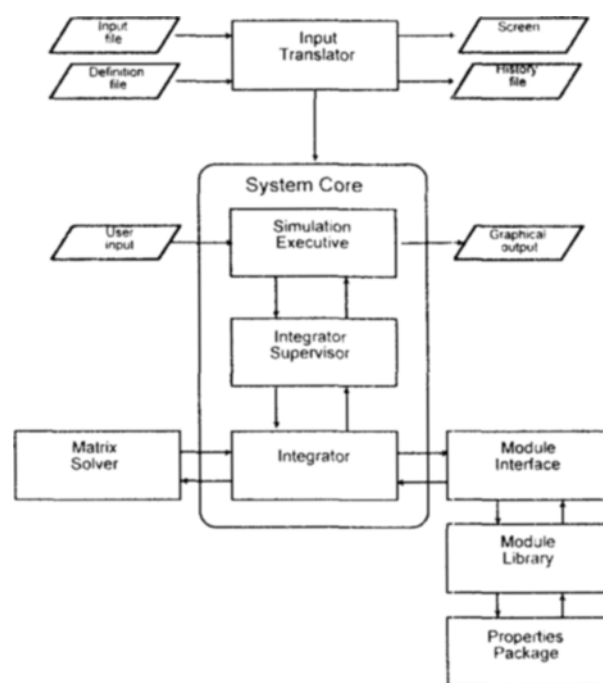 Input
file
Input
Translator
Screen
Definition
file
History
file
System Core
User
input
Simulation
Executive
Graphical
output
Integrator
Supervisor
Matrix
Solver
Integrator
Module
Interface
Module
Library
Properties
Package